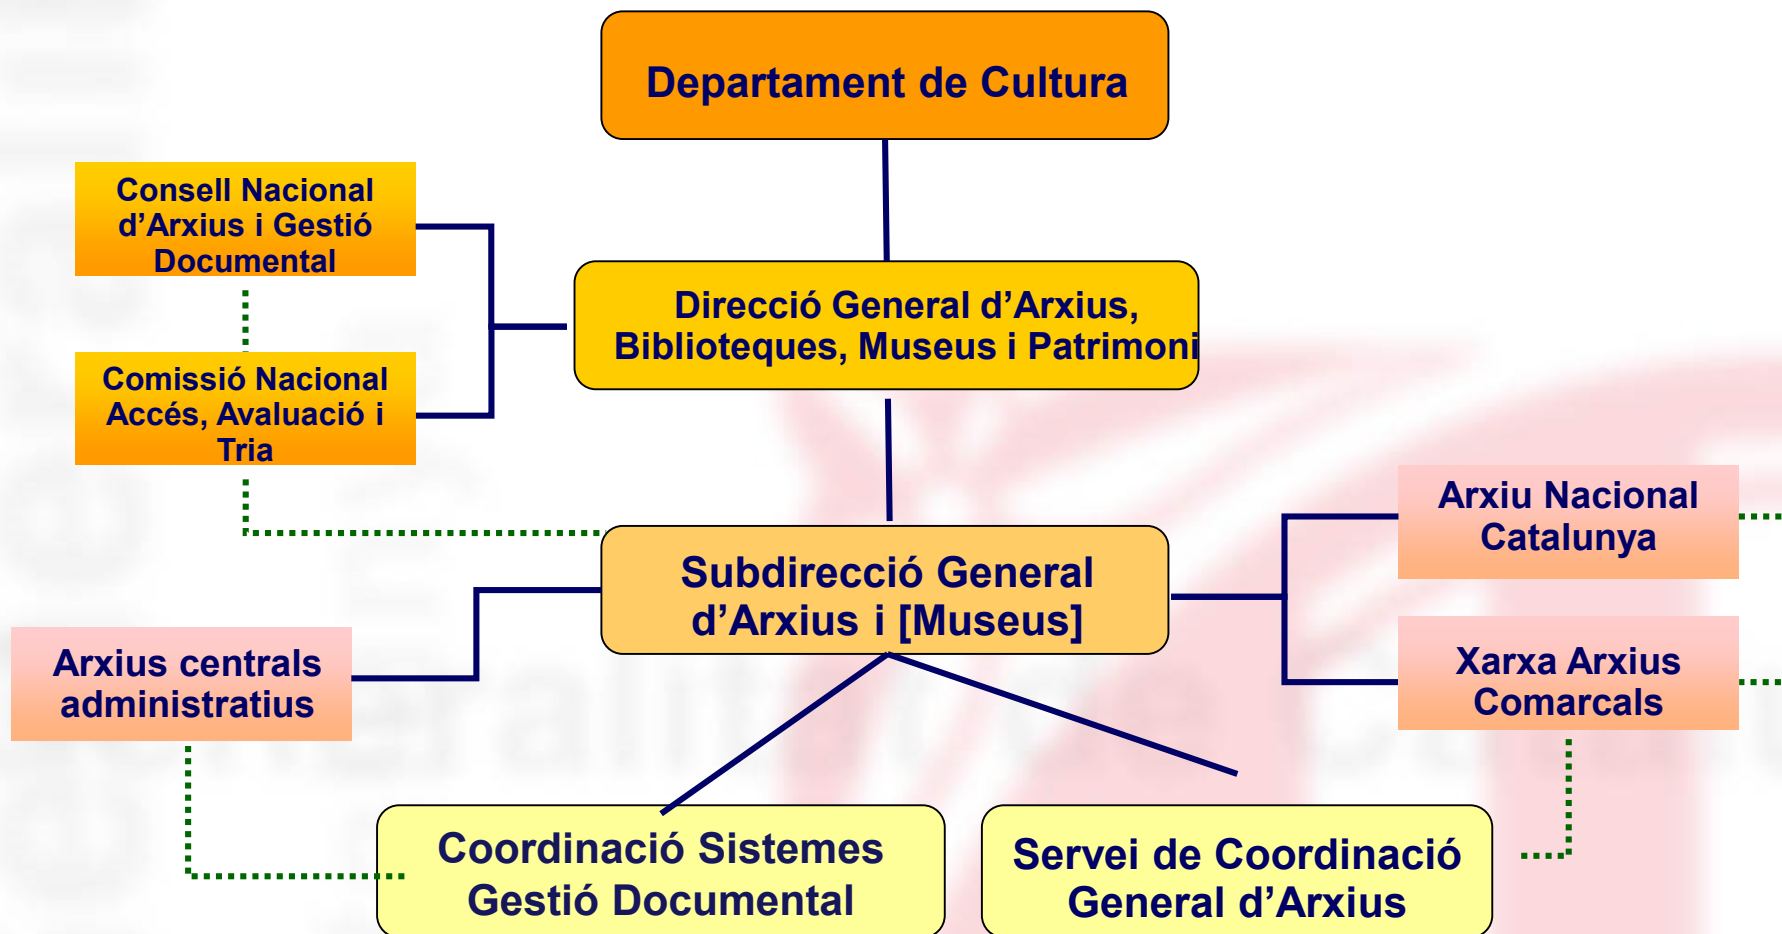 Departament de Cultura
Consell Nacional
d’Arxius i Gestió
Documental
Direcció General d’Arxius,
Biblioteques, Museus i Patrimoni
Comissió Nacional
Accés, Avaluació i
Tria
Arxiu Nacional
Catalunya
Subdirecció General
d’Arxius i [Museus]
Arxius centrals
administratius
Xarxa Arxius
Comarcals
Coordinació Sistemes
Gestió Documental
Servei de Coordinació
General d’Arxius